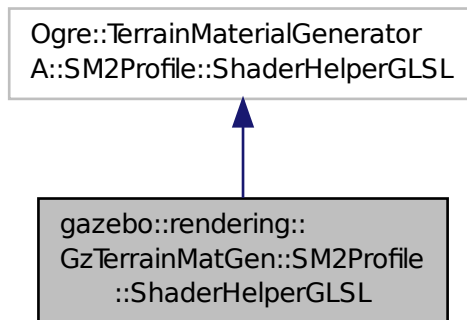 Ogre::TerrainMaterialGenerator
A::SM2Profile::ShaderHelperGLSL
gazebo::rendering::
GzTerrainMatGen::SM2Profile
::ShaderHelperGLSL